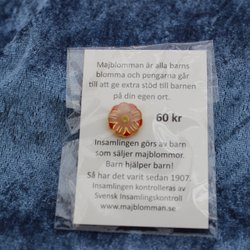 Majblomman är alla barns
blomma och pengarna går
till att ge extra stöd till barnen
på din egen ort.
60 kr
Insamlingen görs av barn
som säljer majblommor.
Barn hjälper barn!
Så har det varit sedan 1907.
Insamlingen kontrolleras av
Svensk Insamlingskontroll
www.majblomman.se